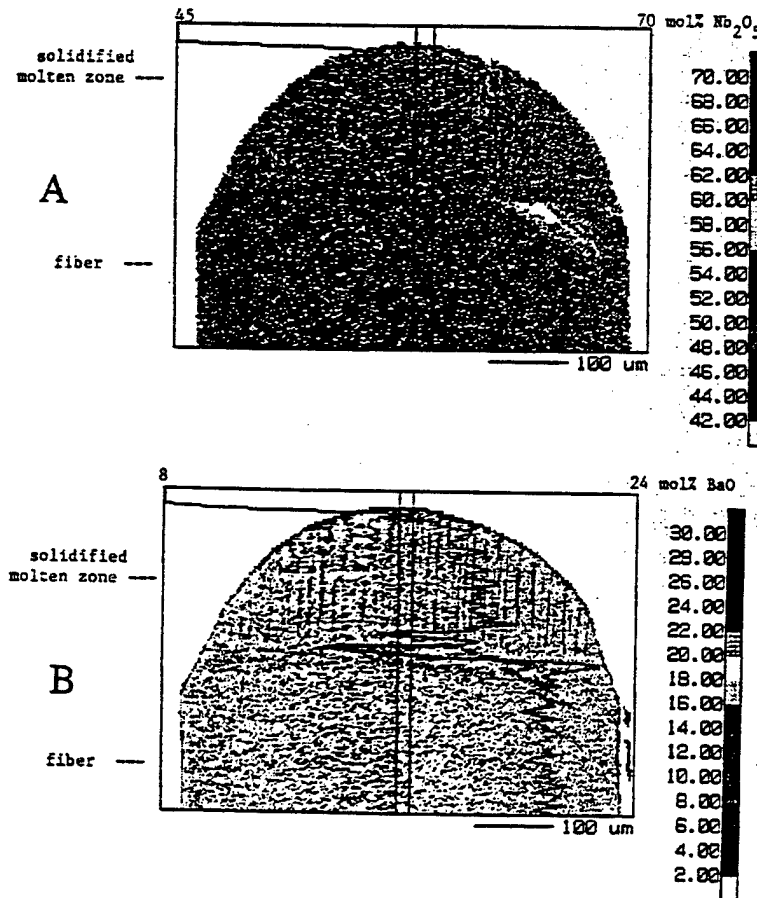 45
70 mol% Nb2O5
solidified
molten zone
A
fiber
100 um
70.00
68.00
66.00
64.00
62.00
60.00
58.00
56.00
54.00
52.00
50.00
48.00
46.00
44.00
42.00
8
24 mol% BaO
solidified
molten zone
B
fiber
100 um
30.00
28.00
26.00
24.00
22.00
20.00
18.00
16.00
14.00
12.00
10.00
8.00
6.00
4.00
2.00